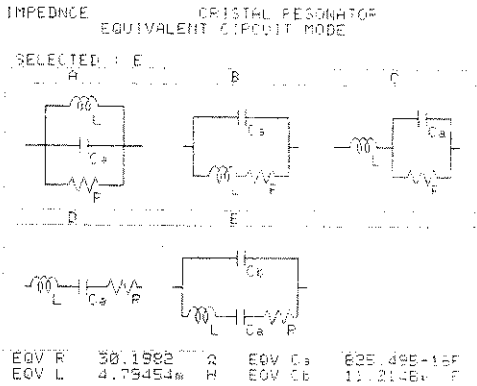 IMPEDNCE CRISTAL RESONATOR
EQUIVALENT CIRCUIT MODE
SELECTED : E
A B C
L Ca R
Ca L R
L Ca R
D E
L Ca R
Cb L Ca R
EQV R 30.1982 Ω EQV Ca
EQV L 4.79454m H EQV Cb F